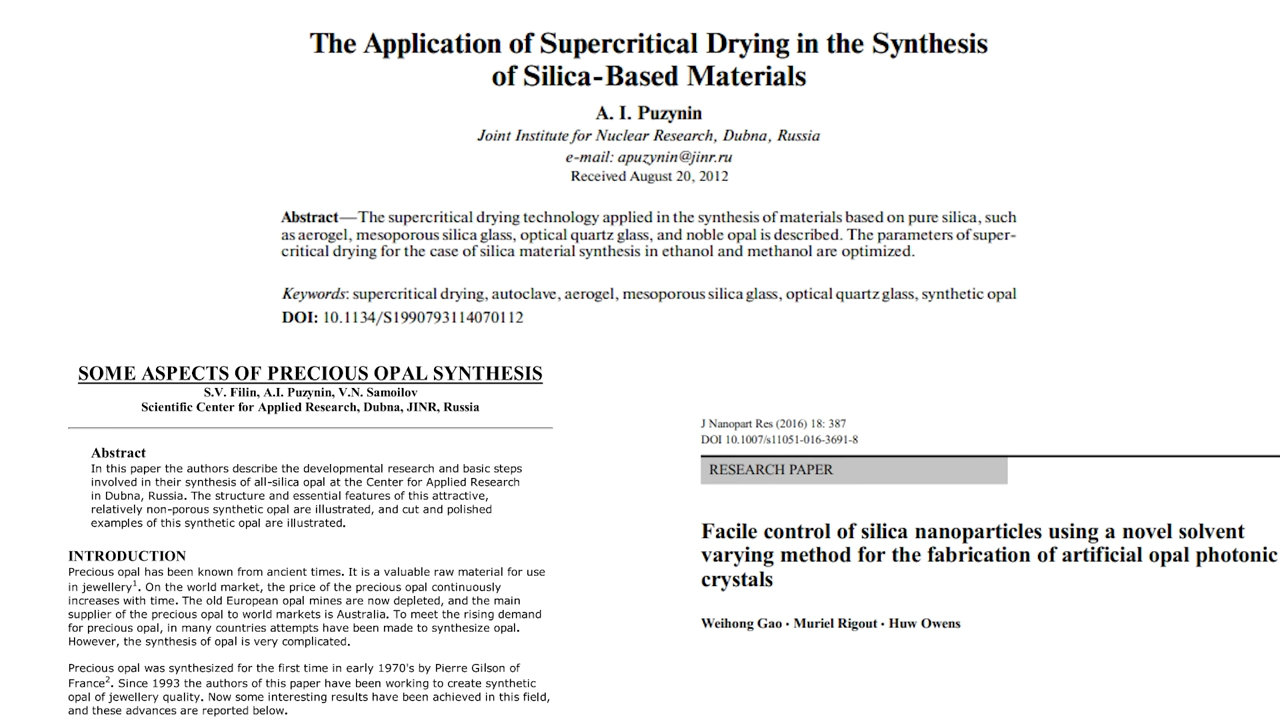 The Application of Supercritical Drying in the Synthesis
of Silica-Based Materials
A. I. Puzynin
Joint Institute for Nuclear Research, Dubna, Russia
e-mail: apuzynin@jinr.ru
Received August 20, 2012
Abstract—The supercritical drying technology applied in the synthesis of materials based on pure silica, such
as aerogel, mesoporous silica glass, optical quartz glass, and noble opal is described. The parameters of super-
critical drying for the case of silica material synthesis in ethanol and methanol are optimized.
Keywords: supercritical drying, autoclave, aerogel, mesoporous silica glass, optical quartz glass, synthetic opal
DOI: 10.1134/S1990793114070112
SOME ASPECTS OF PRECIOUS OPAL SYNTHESIS
S.V. Filin, A.I. Puzynin, V.N. Samoilov
Scientific Center for Applied Research, Dubna, JINR, Russia
Abstract
In this paper the authors describe the developmental research and basic steps
involved in their synthesis of all-silica opal at the Center for Applied Research
in Dubna, Russia. The structure and essential features of this attractive,
relatively non-porous synthetic opal are illustrated, and cut and polished
examples of this synthetic opal are illustrated.
INTRODUCTION
Precious opal has been known from ancient times. It is a valuable raw material for use
in jewellery1. On the world market, the price of the precious opal continuously
increases with time. The old European opal mines are now depleted, and the main
supplier of the precious opal to world markets is Australia. To meet the rising demand
for precious opal, in many countries attempts have been made to synthesize opal.
However, the synthesis of opal is very complicated.
Precious opal was synthesized for the first time in early 1970's by Pierre Gilson of
France2. Since 1993 the authors of this paper have been working to create synthetic
opal of jewellery quality. Now some interesting results have been achieved in this field,
and these advances are reported below.
J Nanopart Res (2016) 18: 387
DOI 10.1007/s11051-016-3691-8
RESEARCH PAPER
Facile control of silica nanoparticles using a novel solvent
varying method for the fabrication of artificial opal photonic
crystals
Weihong Gao · Muriel Rigout · Huw Owens